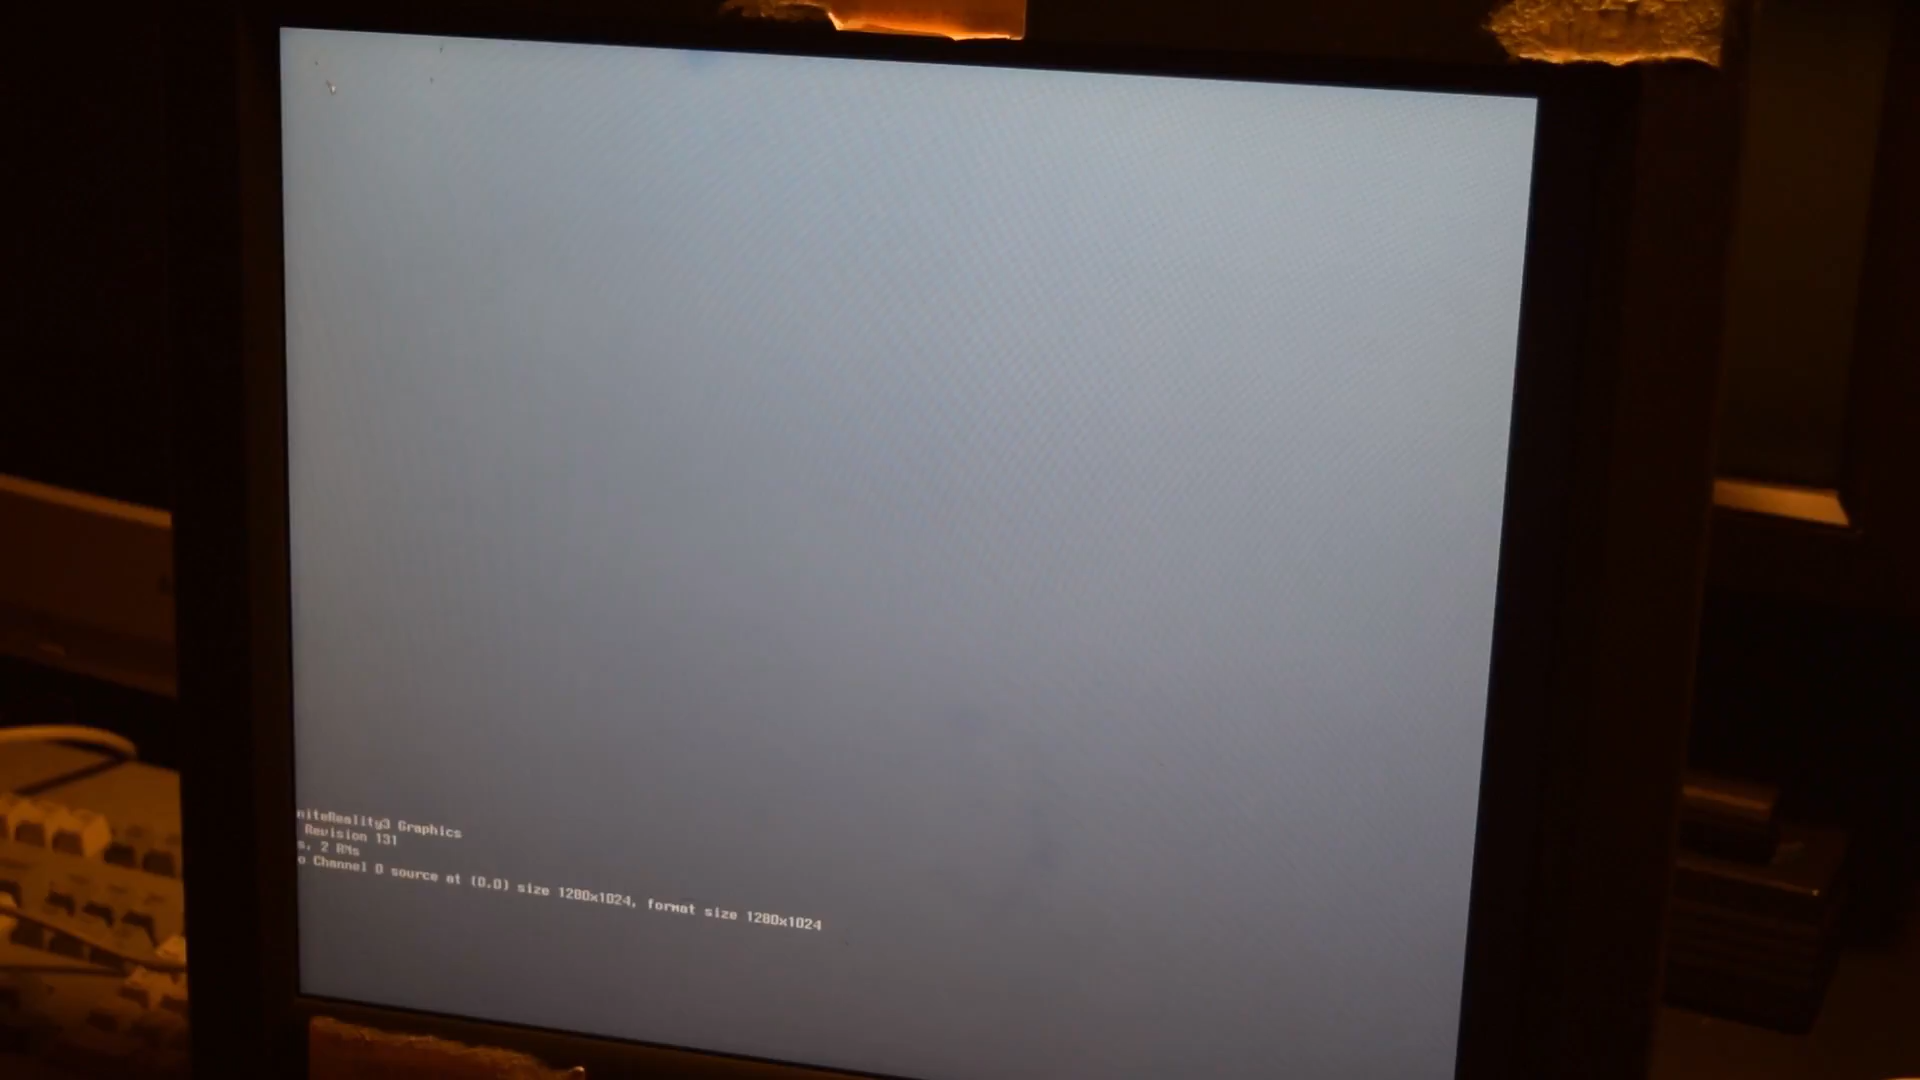 niteReality3 Graphics
Revision 131
s, 2 RMs
o Channel 0 source at (0,0) size 1280x1024, format size 1280x1024